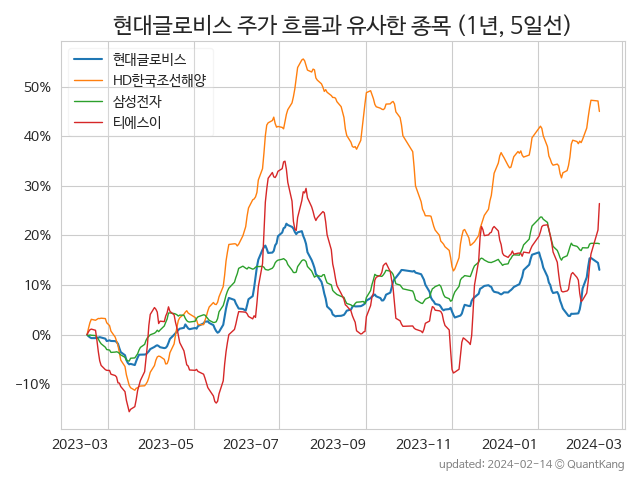 현대글로비스 주가 흐름과 유사한 종목 (1년, 5일선)
현대글로비스
HD한국조선해양
삼성전자
티에스이
50%
40%
30%
20%
10%
0%
−10%
2023-03 2023-05 2023-07 2023-09 2023-11 2024-01 2024-03
updated: 2024-02-14 © QuantKang